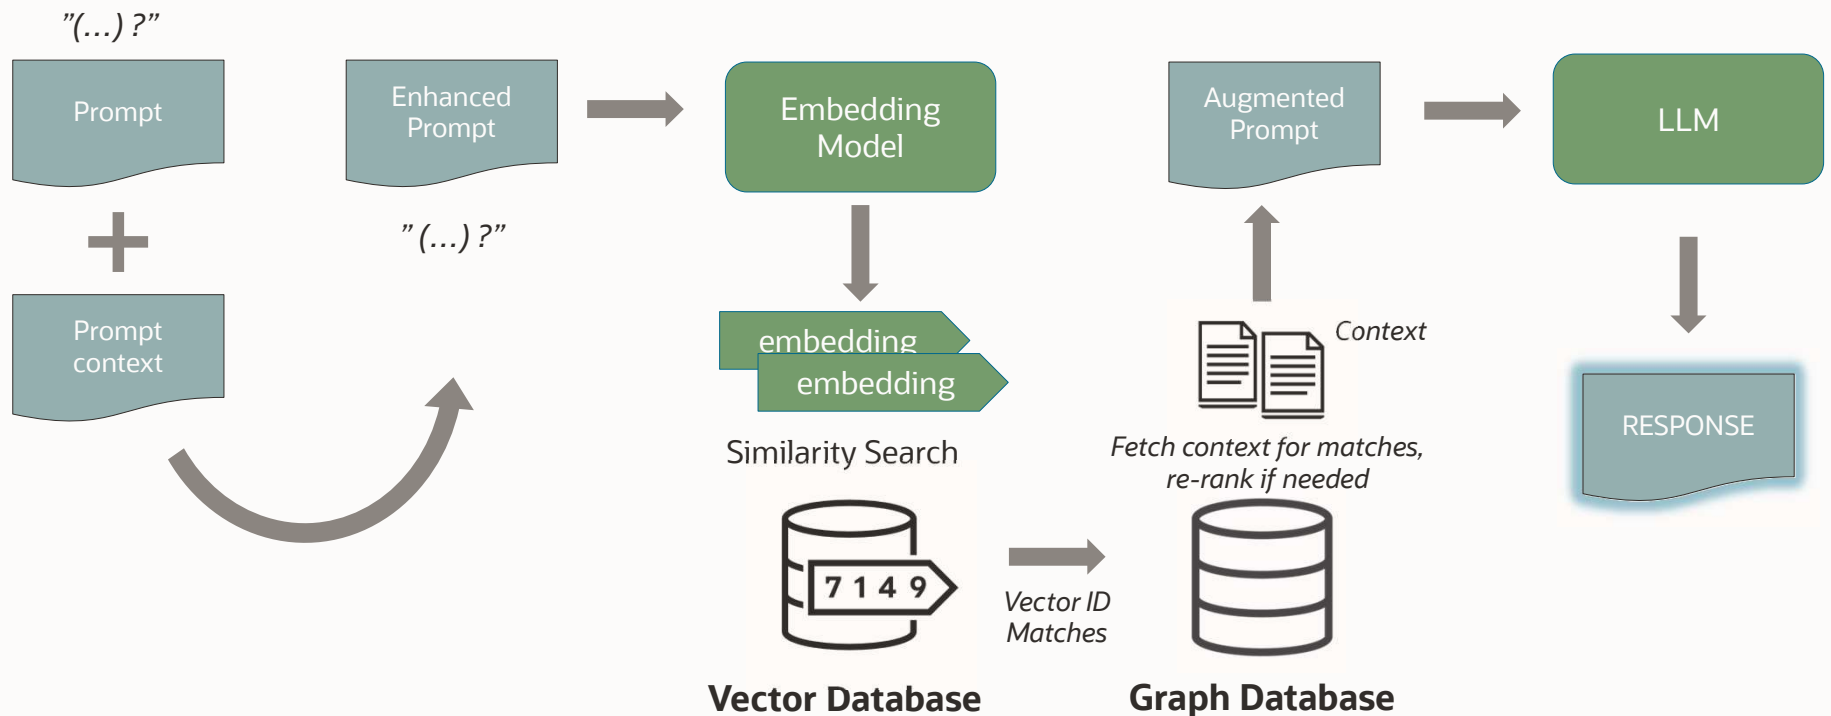 ”(...) ?”
Prompt
Prompt
context
Enhanced
Prompt
” (...) ?”
Embedding
Model
embedding
embedding
Similarity Search
7 1 4 9
Vector Database
Vector ID
Matches
Augmented
Prompt
Context
Fetch context for matches,
re-rank if needed
Graph Database
LLM
RESPONSE